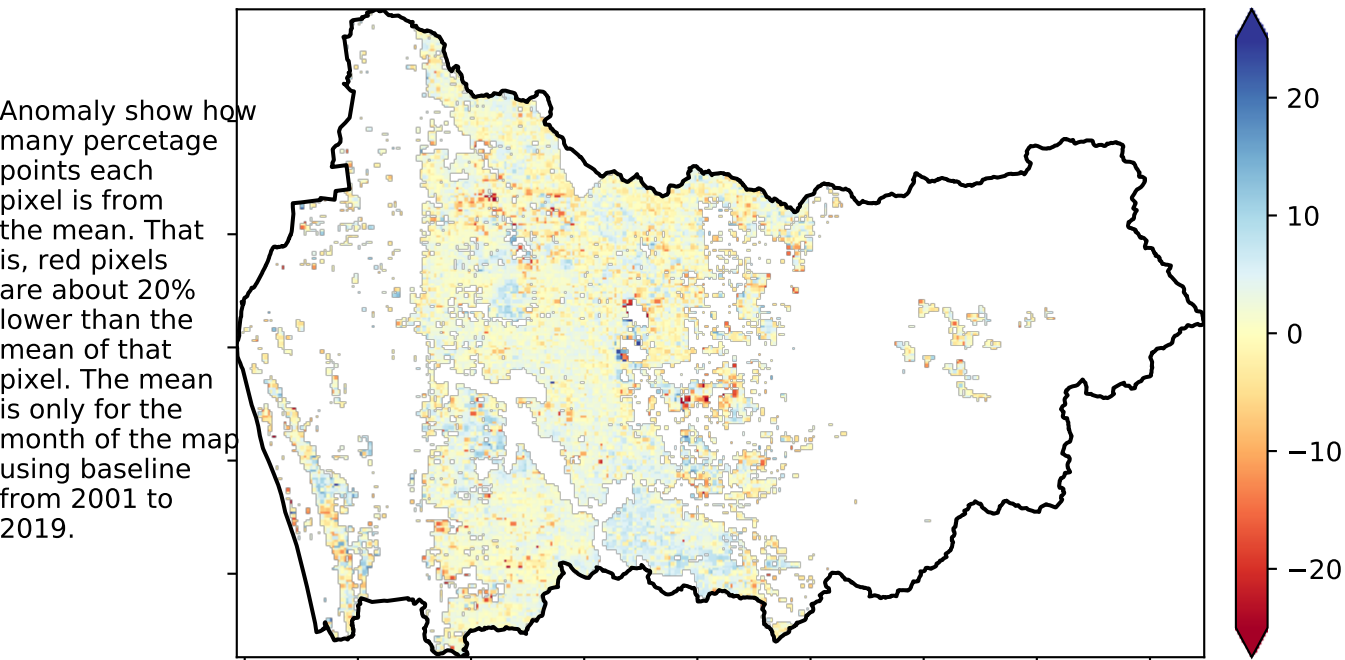 Anomaly show how
many percetage
points each
pixel is from
the mean. That
is, red pixels
are about 20%
lower than the
mean of that
pixel. The mean
is only for the
month of the map
using baseline
from 2001 to
2019.
20
10
0
−10
−20